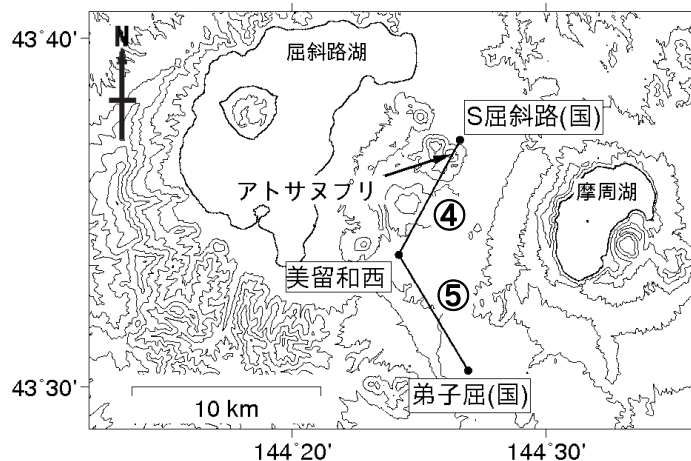 43˚40'
N
屈斜路湖
S屈斜路(国)
アトサヌプリ
摩周湖
④
美留和西
⑤
43˚30'
10 km
弟子屈(国)
144˚20'
144˚30'